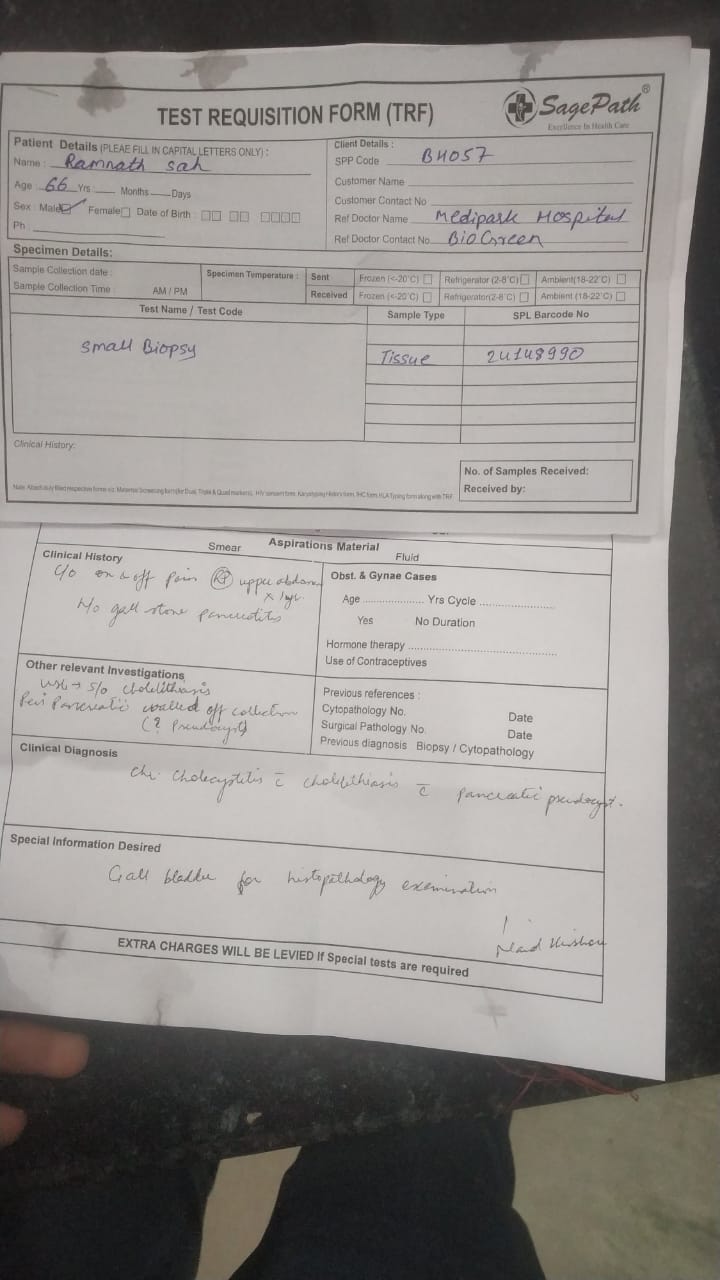 TEST REQUISITION FORM (TRF)
SagePath®
Excellence In Health Care
Patient Details (PLEAE FILL IN CAPITAL LETTERS ONLY) :
Name : Ramnath sah
Age : 66 Yrs Months Days
Sex : Male Female Date of Birth :
Ph :
Client Details :
SPP Code BH057
Customer Name
Customer Contact No
Ref Doctor Name Medipark Hospital
Ref Doctor Contact No. BioGreen
Specimen Details:
Sample Collection date :
Sample Collection Time : AM / PM
Specimen Temperature :
Sent Frozen (<-20°C) Refrigerator (2-8°C) Ambient(18-22°C)
Received Frozen (<-20°C) Refrigerator(2-8°C) Ambient (18-22°C)
Test Name / Test Code Sample Type SPL Barcode No
Small Biopsy Tissue 24148990
Clinical History:
No. of Samples Received:
Received by:
Smear Aspirations Material Fluid
Clinical History
C/o on & off pain (Rt) upper abdomen
x 1yr.
H/o gall stone pancreatitis
Obst. & Gynae Cases
Age .................... Yrs Cycle ........................
Yes No Duration
Hormone therapy ................................................
Use of Contraceptives
Other relevant Investigations
USG → S/o Cholelithiasis
Peri Pancreatic walled off collection
(? Pseudocyst)
Previous references :
Cytopathology No. Date
Surgical Pathology No. Date
Previous diagnosis Biopsy / Cytopathology
Clinical Diagnosis
Chr. Cholecystitis c̄ cholelithiasis c̄ pancreatic pseudocyst.
Special Information Desired
Gall bladder for histopathology examination
EXTRA CHARGES WILL BE LEVIED If Special tests are required